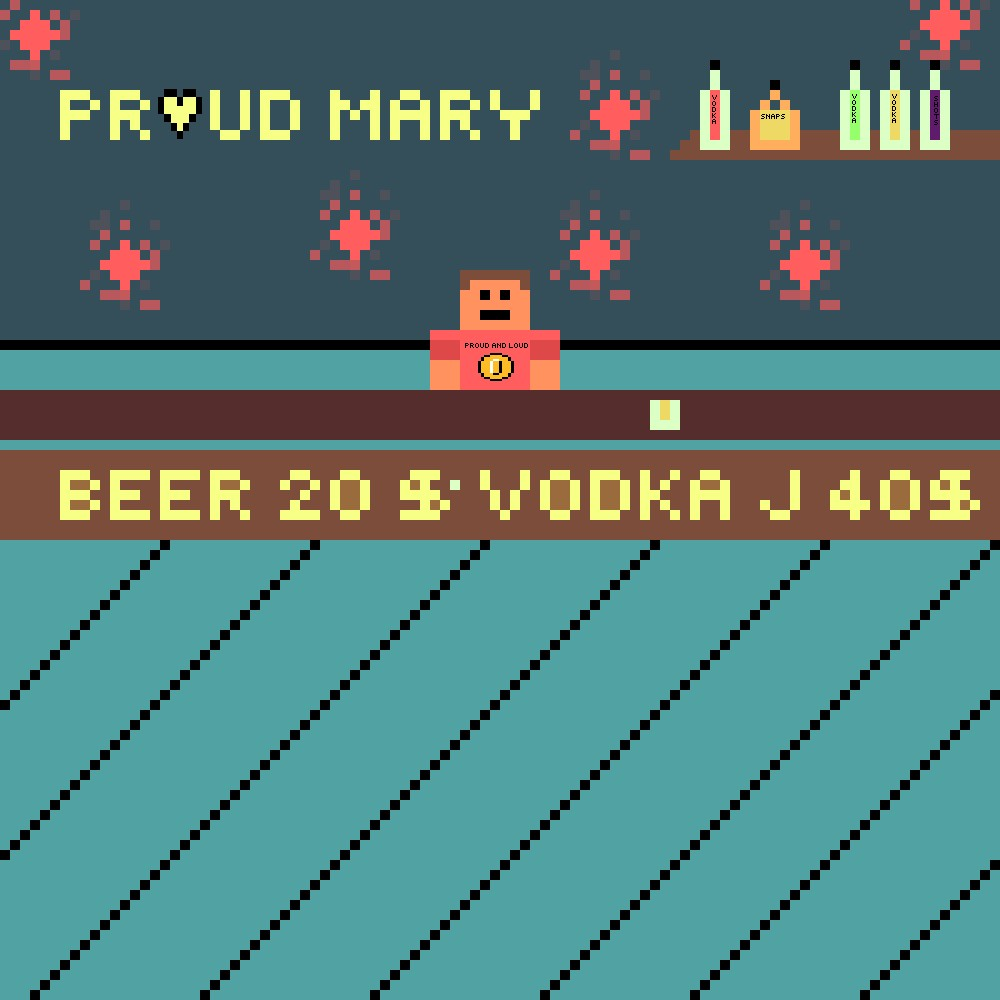 PR♥UD MARY
VODKA
SNAPS
VODKA
VODKA
PROUD AND LOUD
BEER 20 $ VODKA J 40$